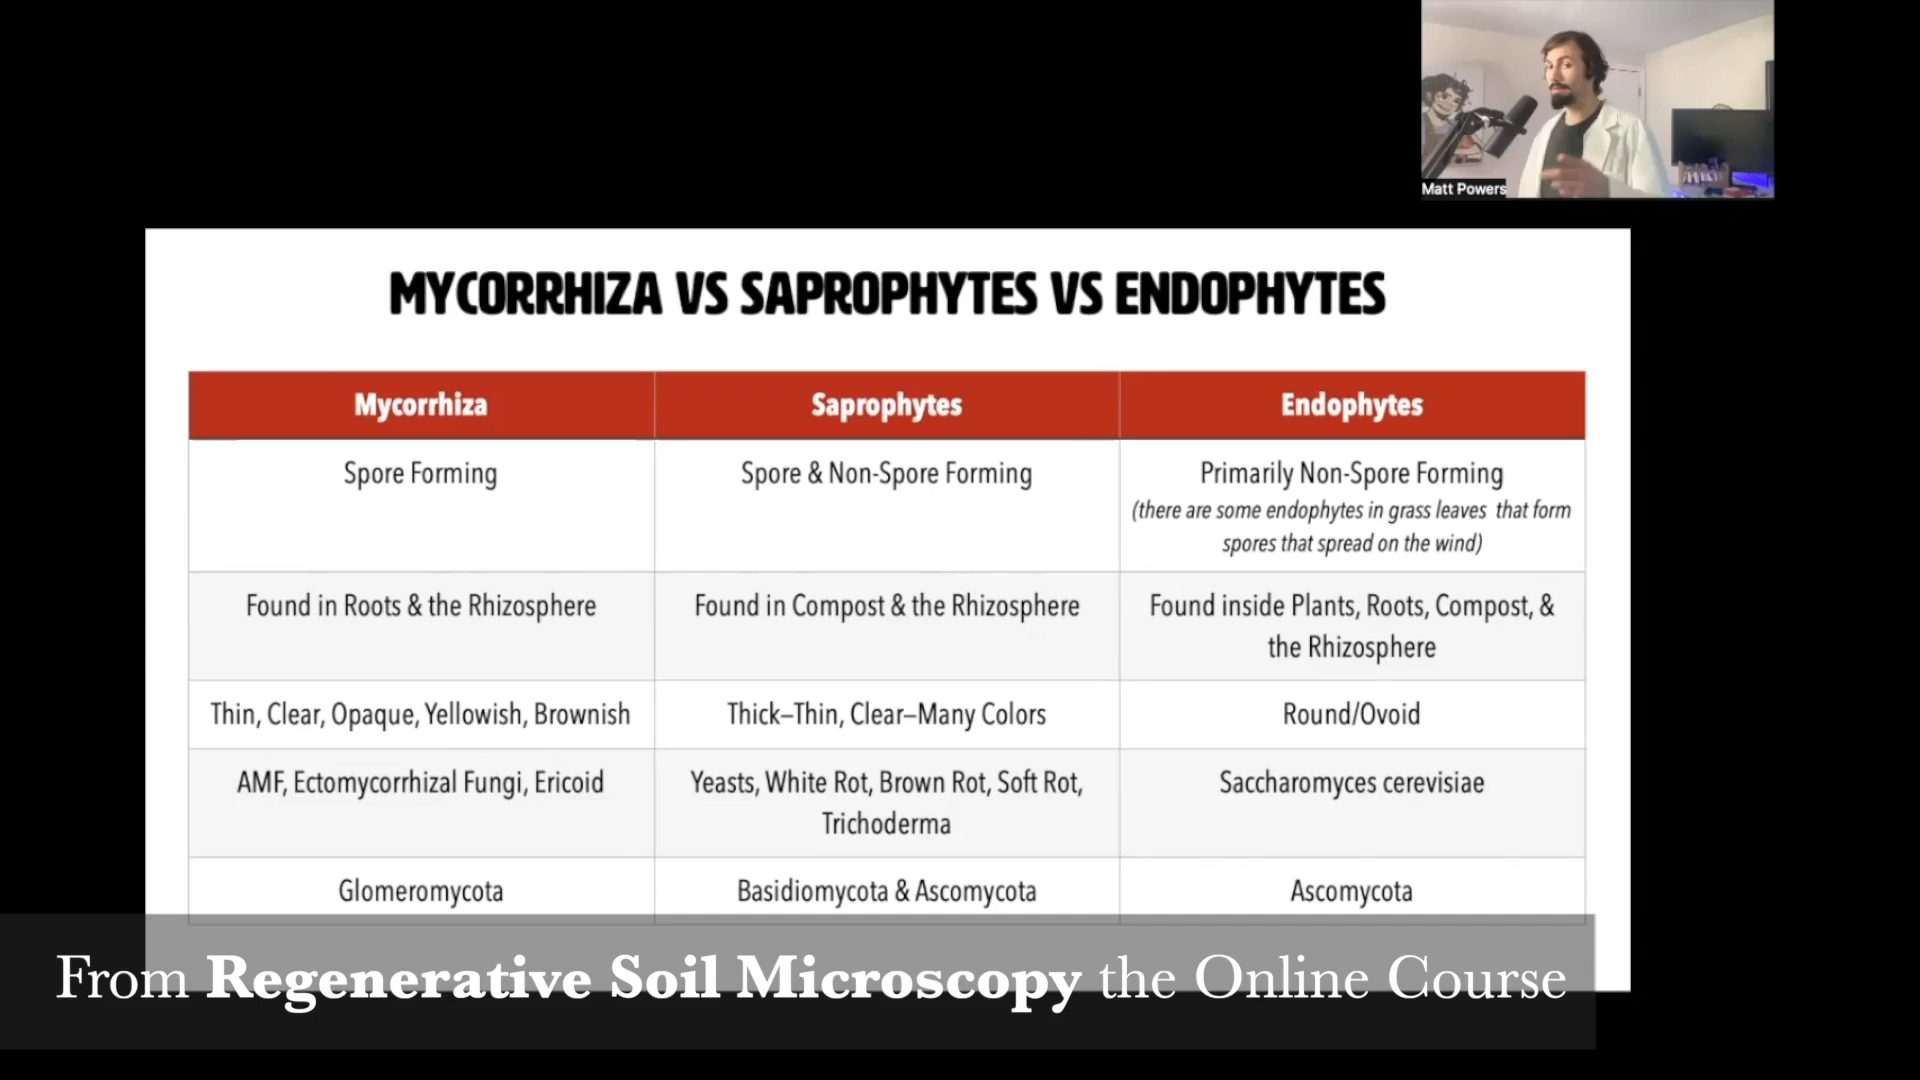 Matt Powers
MYCORRHIZA VS SAPROPHYTES VS ENDOPHYTES
Mycorrhiza
Saprophytes
Endophytes
Spore Forming
Spore & Non-Spore Forming
Primarily Non-Spore Forming
(there are some endophytes in grass leaves that form
spores that spread on the wind)
Found in Roots & the Rhizosphere
Found in Compost & the Rhizosphere
Found inside Plants, Roots, Compost, &
the Rhizosphere
Thin, Clear, Opaque, Yellowish, Brownish
Thick–Thin, Clear–Many Colors
Round/Ovoid
AMF, Ectomycorrhizal Fungi, Ericoid
Yeasts, White Rot, Brown Rot, Soft Rot,
Trichoderma
Saccharomyces cerevisiae
Glomeromycota
Basidiomycota & Ascomycota
Ascomycota
From Regenerative Soil Microscopy the Online Course